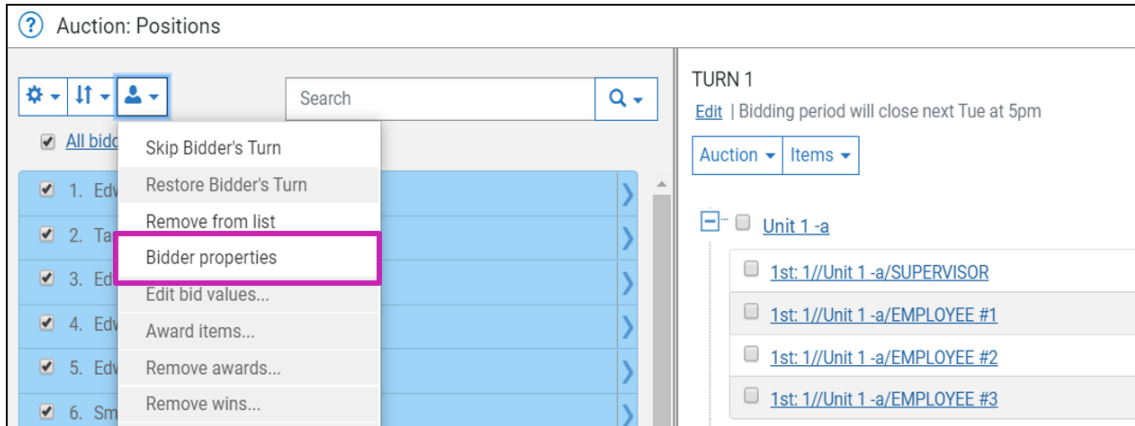 ? Auction: Positions
Search
All bidd
1. Edw
2. Ta
3. Ed
4. Edw
5. Edw
6. Sm
Skip Bidder's Turn
Restore Bidder's Turn
Remove from list
Bidder properties
Edit bid values...
Award items...
Remove awards...
Remove wins...
TURN 1
Edit | Bidding period will close next Tue at 5pm
Auction Items
Unit 1 -a
1st: 1//Unit 1 -a/SUPERVISOR
1st: 1//Unit 1 -a/EMPLOYEE #1
1st: 1//Unit 1 -a/EMPLOYEE #2
1st: 1//Unit 1 -a/EMPLOYEE #3